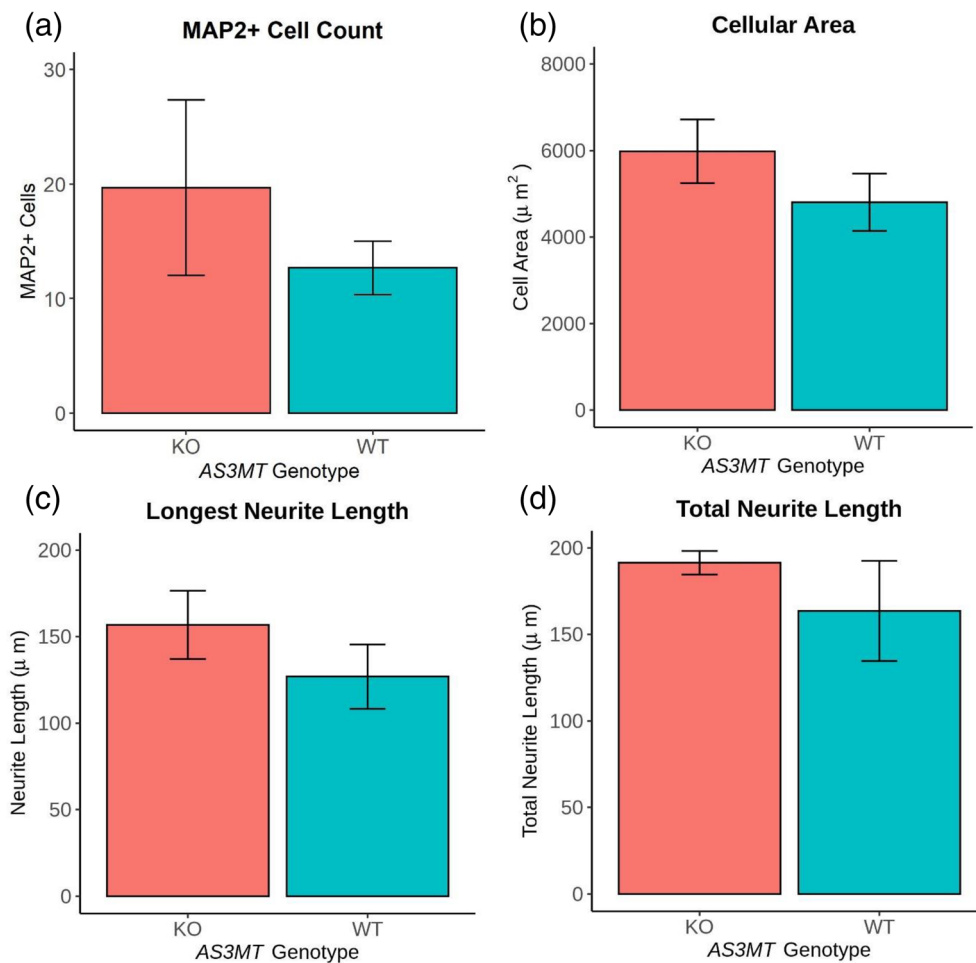 (a)
MAP2+ Cell Count
30
20
10
0
MAP2+ Cells
KO
WT
AS3MT Genotype
(b)
Cellular Area
8000
6000
4000
2000
0
Cell Area (μ m²)
KO
WT
AS3MT Genotype
(c)
Longest Neurite Length
200
150
100
50
0
Neurite Length (μ m)
KO
WT
AS3MT Genotype
(d)
Total Neurite Length
200
150
100
50
0
Total Neurite Length (μ m)
KO
WT
AS3MT Genotype